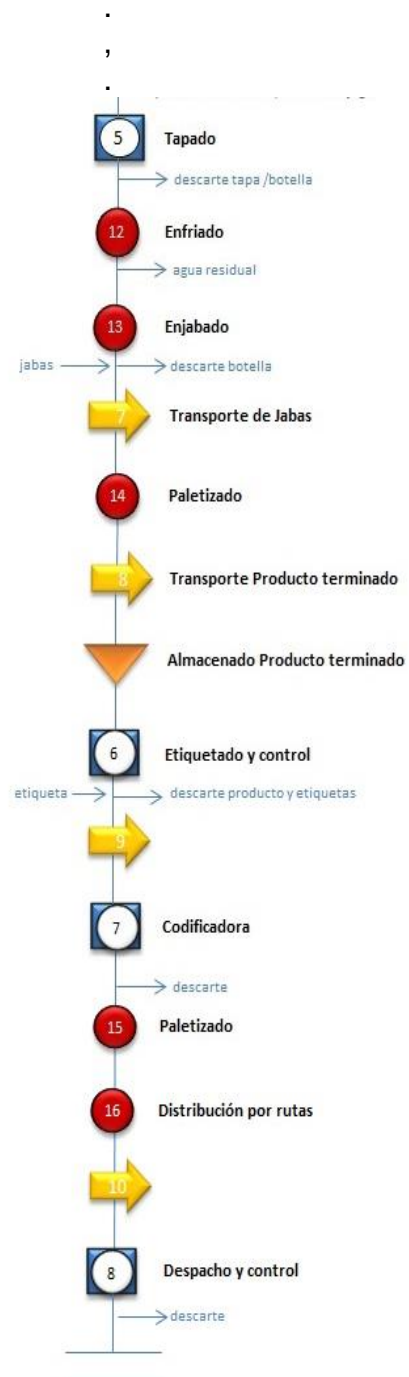 .
,
.
5 Tapado
descarte tapa /botella
12 Enfriado
agua residual
13 Enjabado
jabas descarte botella
7 Transporte de Jabas
14 Paletizado
8 Transporte Producto terminado
Almacenado Producto terminado
6 Etiquetado y control
etiqueta descarte producto y etiquetas
9
7 Codificadora
descarte
15 Paletizado
16 Distribución por rutas
10
8 Despacho y control
descarte